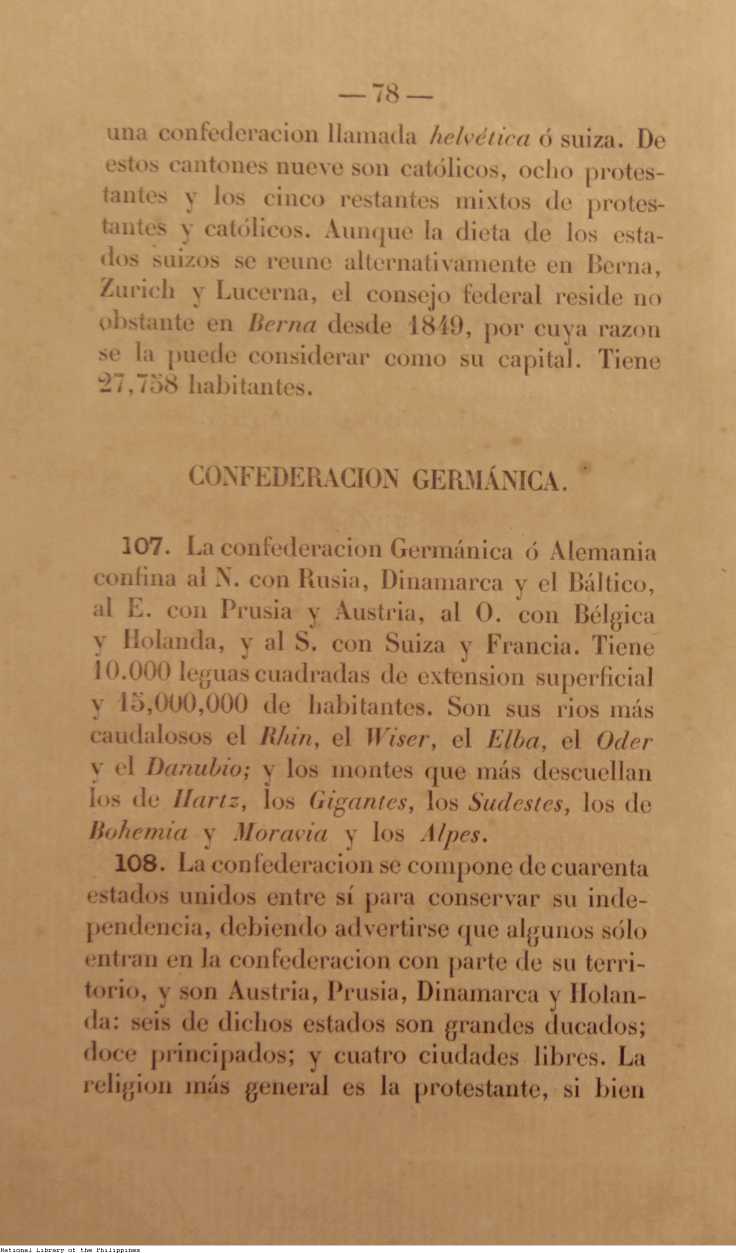 — 78 —
una confederacion llamada helvética ó suiza. De
estos cantones nueve son católicos, ocho protes-
tantes y los cinco restantes mixtos de protes-
tantes y católicos. Aunque la dieta de los esta-
dos suizos se reune alternativamente en Berna,
Zurich y Lucerna, el consejo federal reside no
obstante en Berna desde 1849, por cuya razon
se la puede considerar como su capital. Tiene
27,758 habitantes.
CONFEDERACION GERMÁNICA.
107. La confederacion Germánica ó Alemania
confina al N. con Rusia, Dinamarca y el Báltico,
al E. con Prusia y Austria, al O. con Bélgica
y Holanda, y al S. con Suiza y Francia. Tiene
10.000 leguas cuadradas de extension superficial
y 15,000,000 de habitantes. Son sus rios más
caudalosos el Rhin, el Wiser, el Elba, el Oder
y el Danubio; y los montes que más descuellan
los de Hartz, los Gigantes, los Sudestes, los de
Bohemia y Moravia y los Alpes.
108. La confederacion se compone de cuarenta
estados unidos entre sí para conservar su inde-
pendencia, debiendo advertirse que algunos sólo
entran en la confederacion con parte de su terri-
torio, y son Austria, Prusia, Dinamarca y Holan-
da: seis de dichos estados son grandes ducados;
doce principados; y cuatro ciudades libres. La
religion más general es la protestante, si bien
National Library of the Philippines